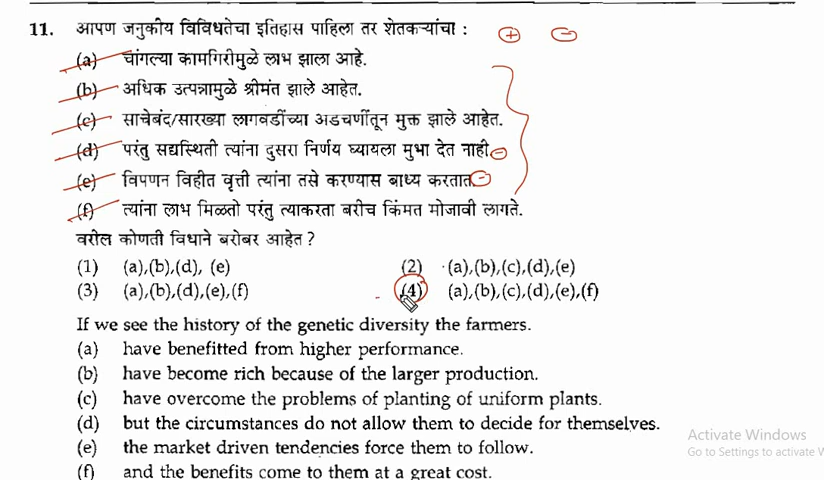 11. आपण जनुकीय विविधतेचा इतिहास पाहिला तर शेतकऱ्यांचा :
(a) चांगल्या कामगिरीमुळे लाभ झाला आहे.
(b) अधिक उत्पन्नामुळे श्रीमंत झाले आहेत.
(c) साचेबंद/सारख्या लागवडींच्या अडचणींतून मुक्त झाले आहेत.
(d) परंतु सद्यस्थिती त्यांना दुसरा निर्णय घ्यायला मुभा देत नाही
(e) विपणन विहीत वृत्ती त्यांना तसे करण्यास बाध्य करतात
(f) त्यांना लाभ मिळतो परंतु त्याकरता बरीच किंमत मोजावी लागते.
वरील कोणती विधाने बरोबर आहेत ?
(1) (a),(b),(d), (e) (2) (a),(b),(c),(d),(e)
(3) (a),(b),(d),(e),(f) (4) (a),(b),(c),(d),(e),(f)
If we see the history of the genetic diversity the farmers.
(a) have benefitted from higher performance.
(b) have become rich because of the larger production.
(c) have overcome the problems of planting of uniform plants.
(d) but the circumstances do not allow them to decide for themselves.
(e) the market driven tendencies force them to follow.
(f) and the benefits come to them at a great cost.
Activate Windows
Go to Settings to activate W